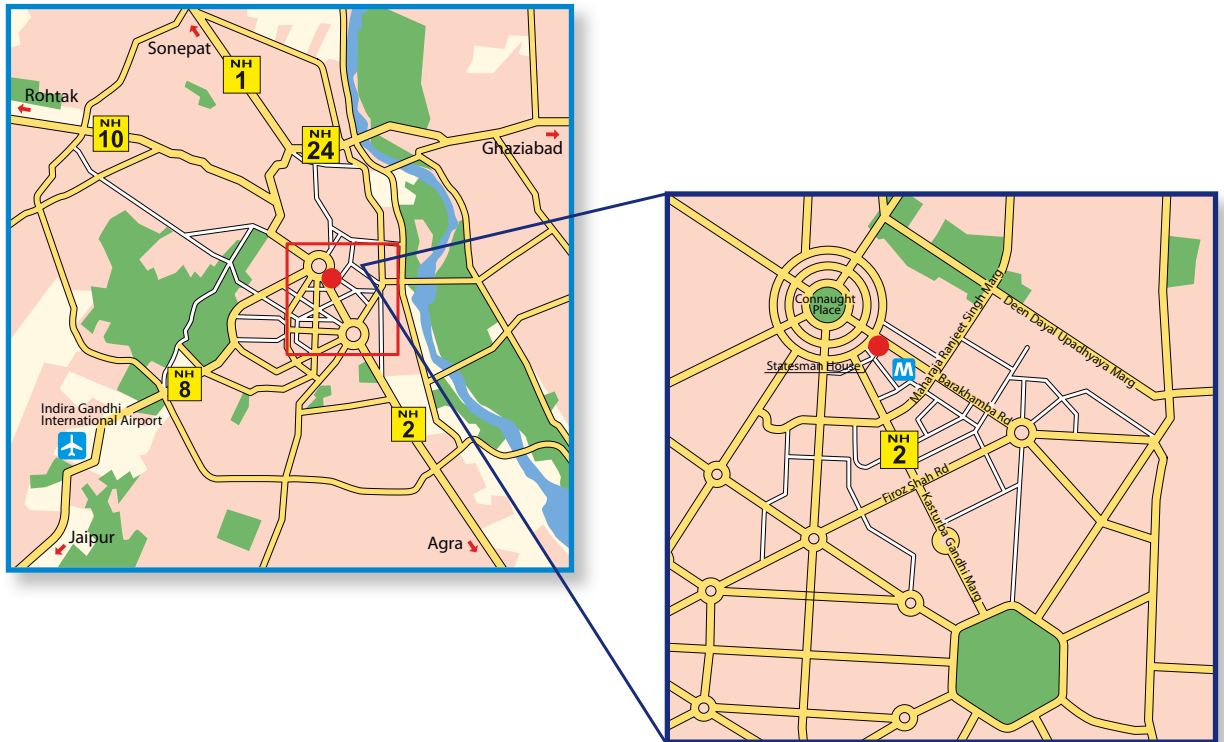 Sonepat
NH
1
Rohtak
NH
10
NH
24
Ghaziabad
NH
8
Indira Gandhi
International Airport
NH
2
Jaipur
Agra
Connaught
Place
Statesman House
M
Maharaja Ranjeet Singh Marg
Deen Dayal Upadhyaya Marg
Barakhamba Rd
NH
2
Firoz Shah Rd
Kasturba Gandhi Marg